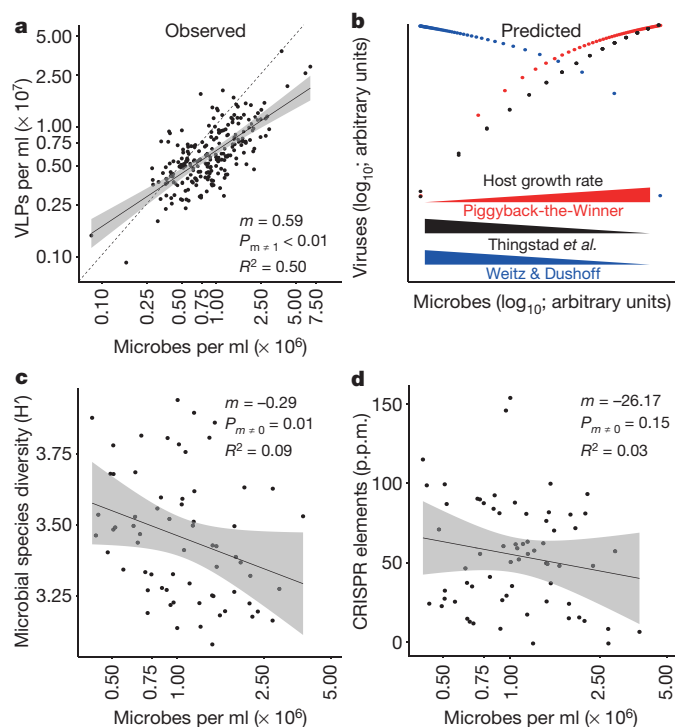 a
Observed
VLPs per ml (× 10⁷)
5.00
2.50
1.00
0.75
0.50
0.25
0.10
m = 0.59
Pₘ≠₁ < 0.01
R² = 0.50
0.10
0.25
0.50
0.75
1.00
2.50
5.00
7.50
Microbes per ml (× 10⁶)
b
Predicted
Viruses (log₁₀; arbitrary units)
Host growth rate
Piggyback-the-Winner
Thingstad et al.
Weitz & Dushoff
Microbes (log₁₀; arbitrary units)
c
Microbial species diversity (H′)
3.75
3.50
3.25
m = –0.29
Pₘ≠₀ = 0.01
R² = 0.09
0.50
0.75
1.00
2.50
5.00
Microbes per ml (× 10⁶)
d
CRISPR elements (p.p.m.)
150
100
50
0
m = –26.17
Pₘ≠₀ = 0.15
R² = 0.03
0.50
0.75
1.00
2.50
5.00
Microbes per ml (× 10⁶)